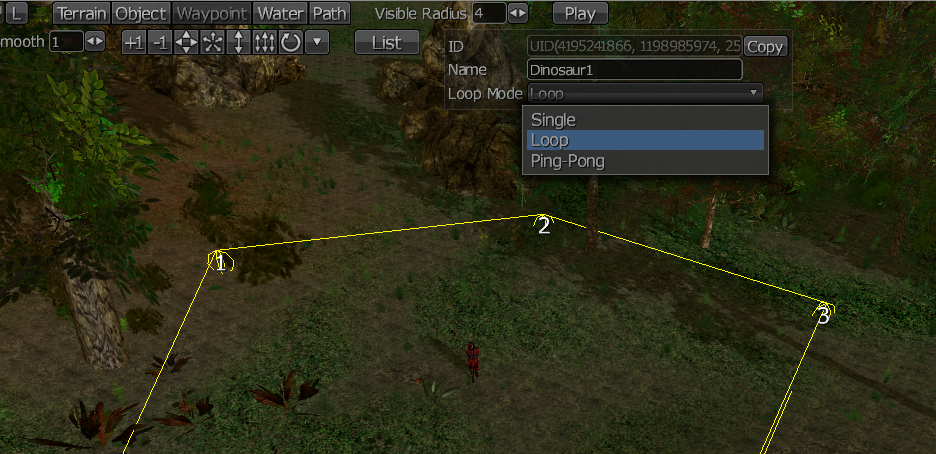 L Terrain Object Waypoint Water Path Visible Radius 4 Play
mooth 1 +1 -1 List
ID UID(4195241866, 1198985974, 25 Copy
Name Dinosaur1
Loop Mode Loop
Single
Loop
Ping-Pong
1
2
3